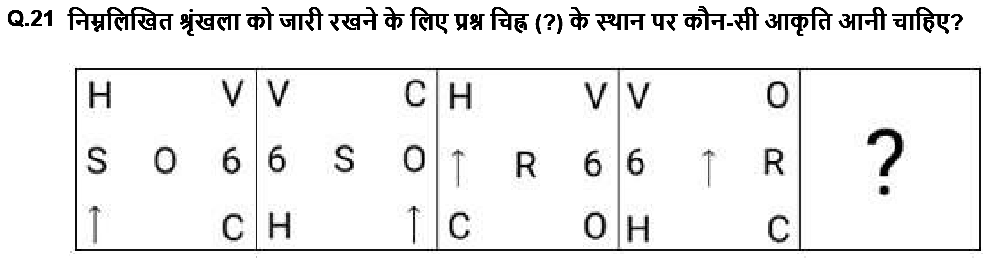 Q.21 निम्नलिखित श्रृंखला को जारी रखने के लिए प्रश्न चिह्न (?) के स्थान पर कौन-सी आकृति आनी चाहिए?
H V V C H V V O
S O 6 6 S O ↑ R 6 6 ↑ R ?
↑ C H ↑ C O H C